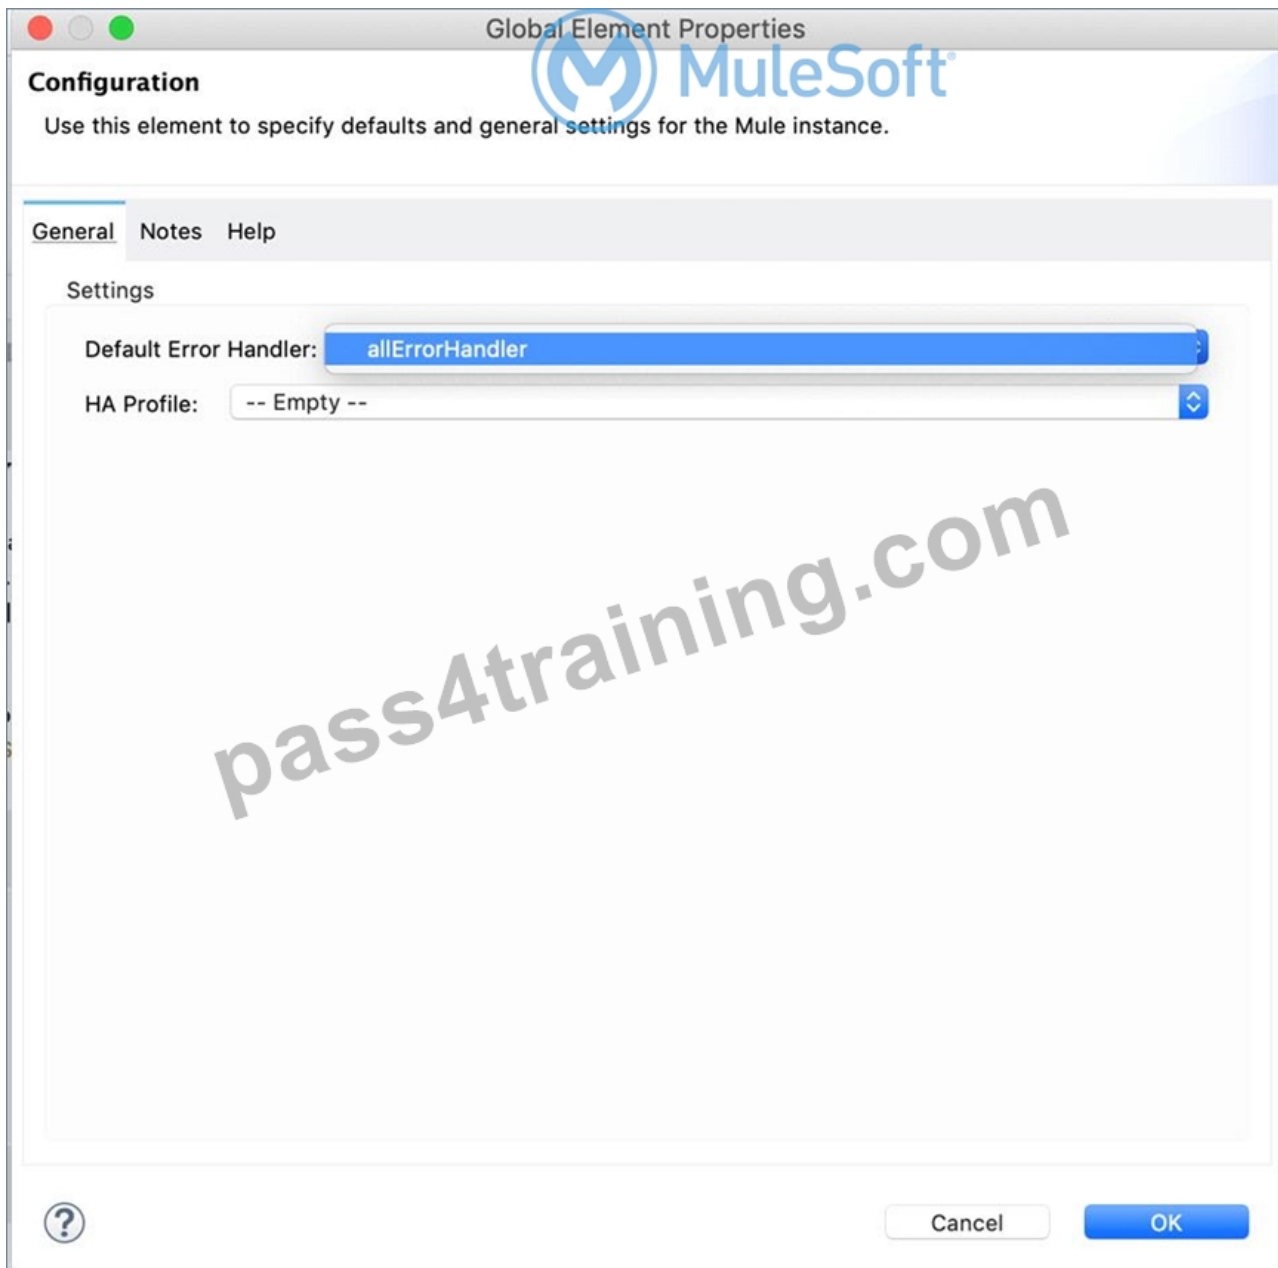 Global Element Properties
MuleSoft
Configuration
Use this element to specify defaults and general settings for the Mule instance.
General Notes Help
Settings
Default Error Handler: allErrorHandler
HA Profile: -- Empty --
pass4training.com
? Cancel OK